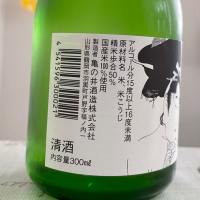 アルコール分15度以上16度未満
原材料名 米、米こうじ
精米歩合 50%
国産米100%使用
製造者 亀の井酒造株式会社
山形県鶴岡市羽黒町戸野福ノ内1
清酒
内容量300ml